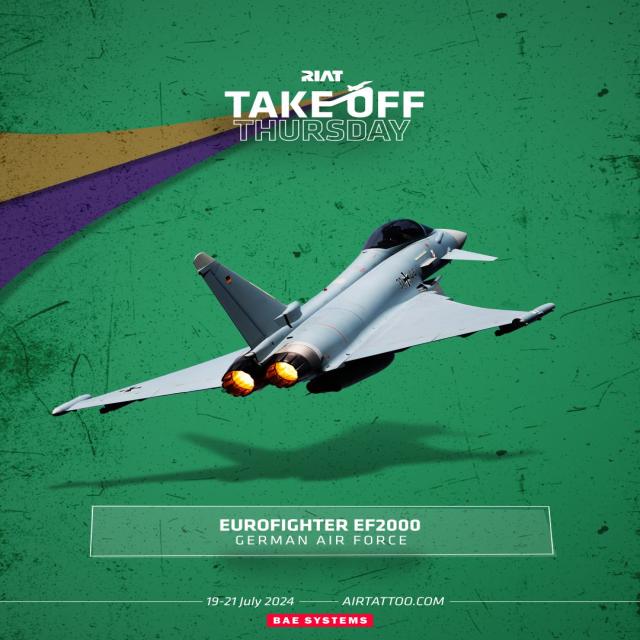 RIAT
TAKE OFF
THURSDAY
EUROFIGHTER EF2000
GERMAN AIR FORCE
19-21 July 2024 AIRTATTOO.COM
BAE SYSTEMS